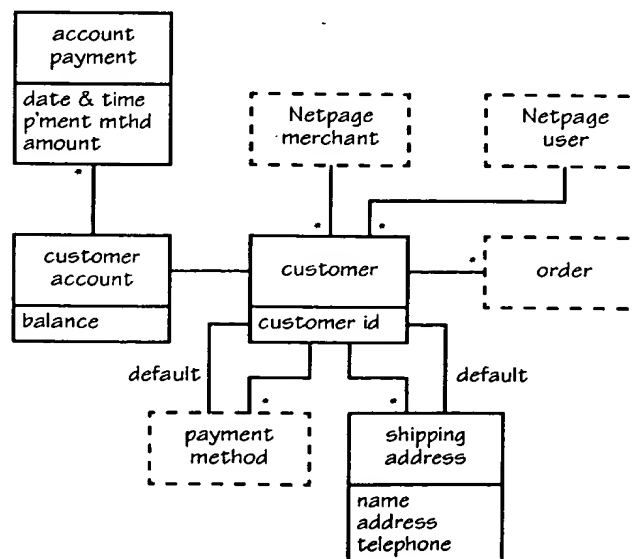 account
payment
date & time
p'ment mthd
amount
*
Netpage
merchant
Netpage
user
*
*
customer
account
balance
customer
customer id
*
order
default
default
*
*
payment
method
shipping
address
name
address
telephone